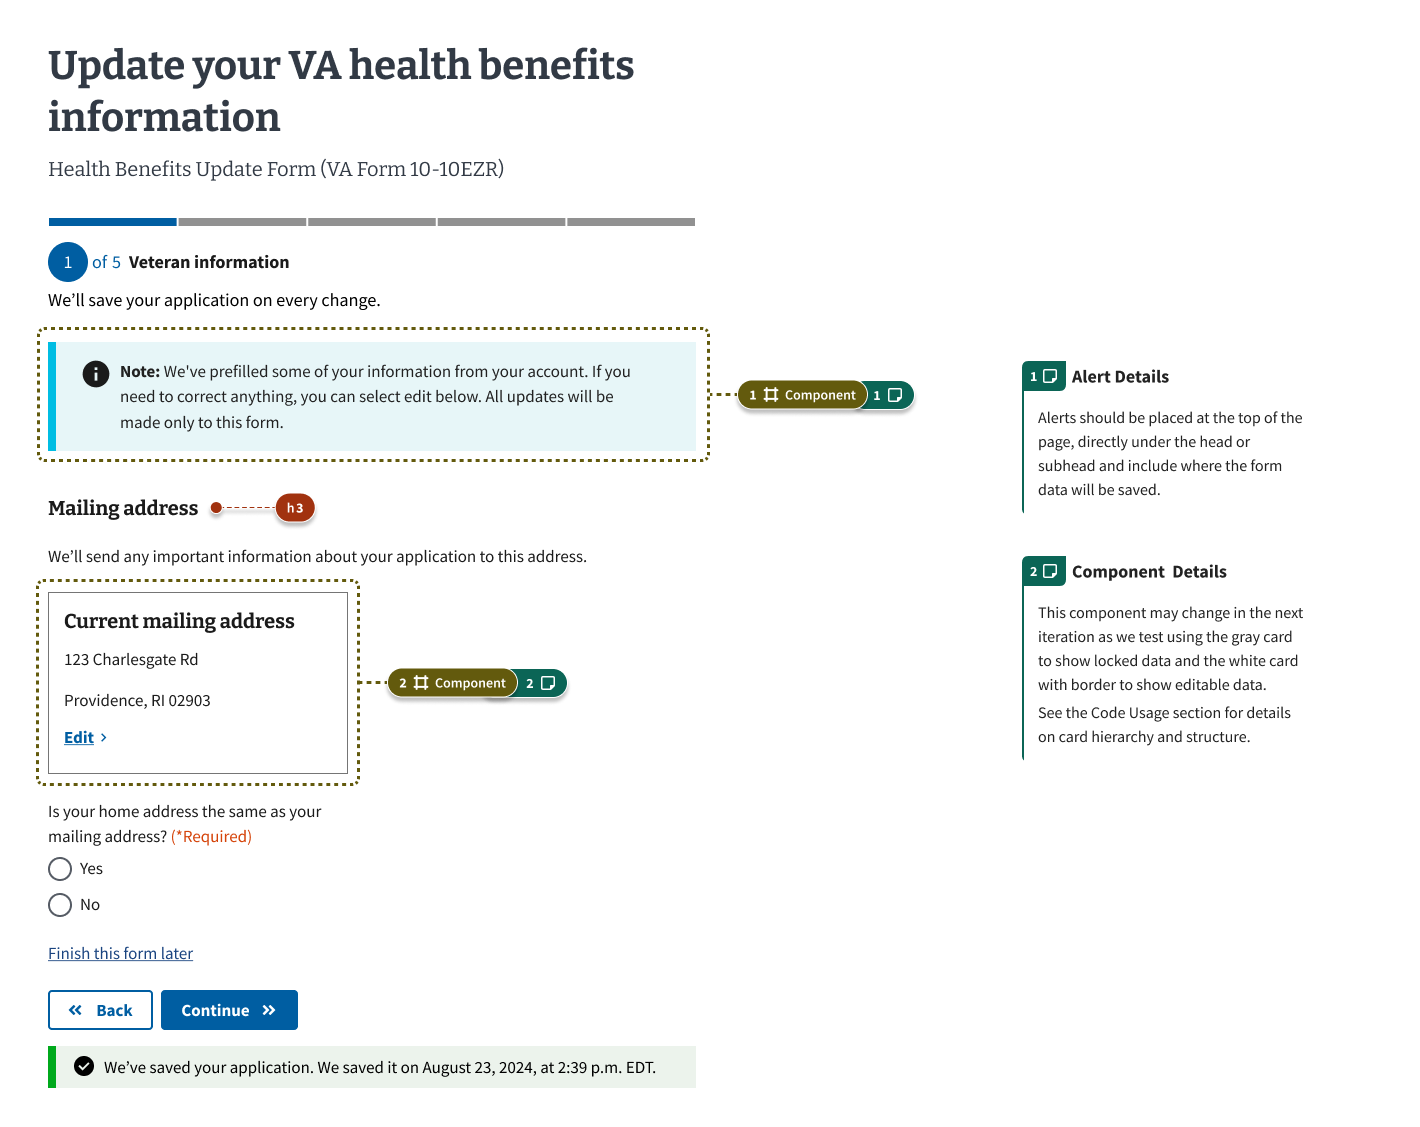 Update your VA health benefits
information
Health Benefits Update Form (VA Form 10-10EZR)
1 of 5 Veteran information
We’ll save your application on every change.
Note: We've prefilled some of your information from your account. If you
need to correct anything, you can select edit below. All updates will be
made only to this form.
1 Component 1
Mailing address h3
We’ll send any important information about your application to this address.
Current mailing address
123 Charlesgate Rd
Providence, RI 02903
Edit
2 Component 2
Is your home address the same as your
mailing address? (*Required)
Yes
No
Finish this form later
Back
Continue
We’ve saved your application. We saved it on August 23, 2024, at 2:39 p.m. EDT.
1 Alert Details
Alerts should be placed at the top of the
page, directly under the head or
subhead and include where the form
data will be saved.
2 Component Details
This component may change in the next
iteration as we test using the gray card
to show locked data and the white card
with border to show editable data.
See the Code Usage section for details
on card hierarchy and structure.